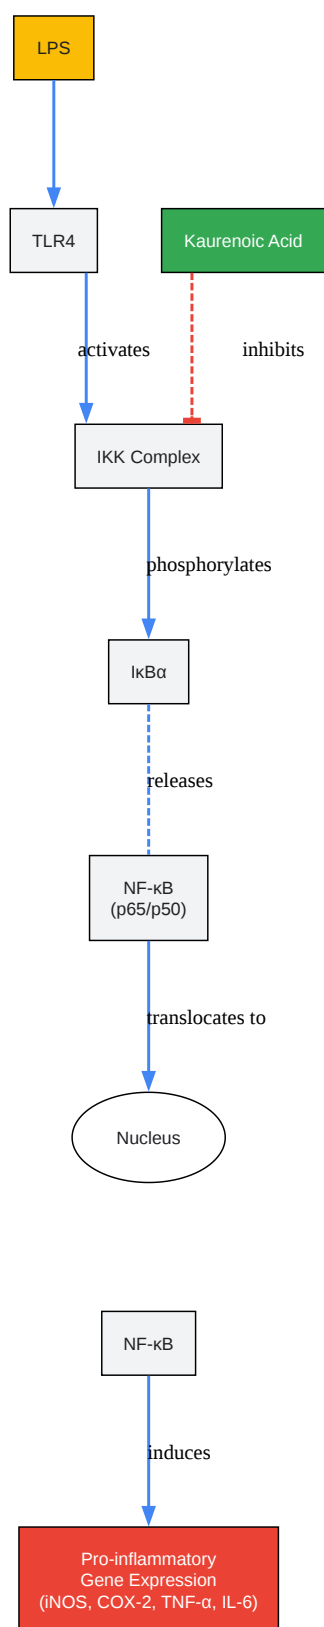 LPS
TLR4
Kaurenoic Acid
activates
inhibits
IKK Complex
phosphorylates
IκBα
releases
NF-κB
(p65/p50)
translocates to
Nucleus
NF-κB
induces
Pro-inflammatory
Gene Expression
(iNOS, COX-2, TNF-α, IL-6)